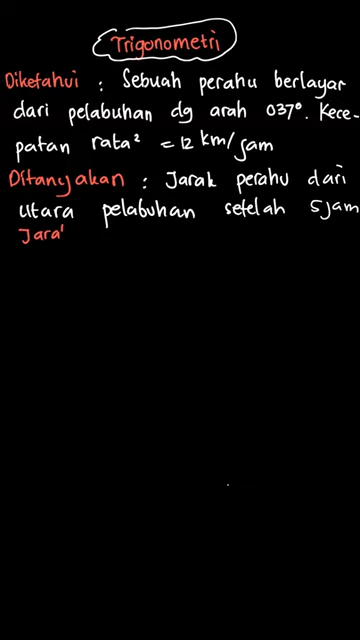 Trigonometri
Diketahui : Sebuah perahu berlayar
dari pelabuhan dg arah 037°. Kece-
patan rata² = 12 km/jam
Ditanyakan : Jarak perahu dari
utara pelabuhan setelah 5jam
Jara'